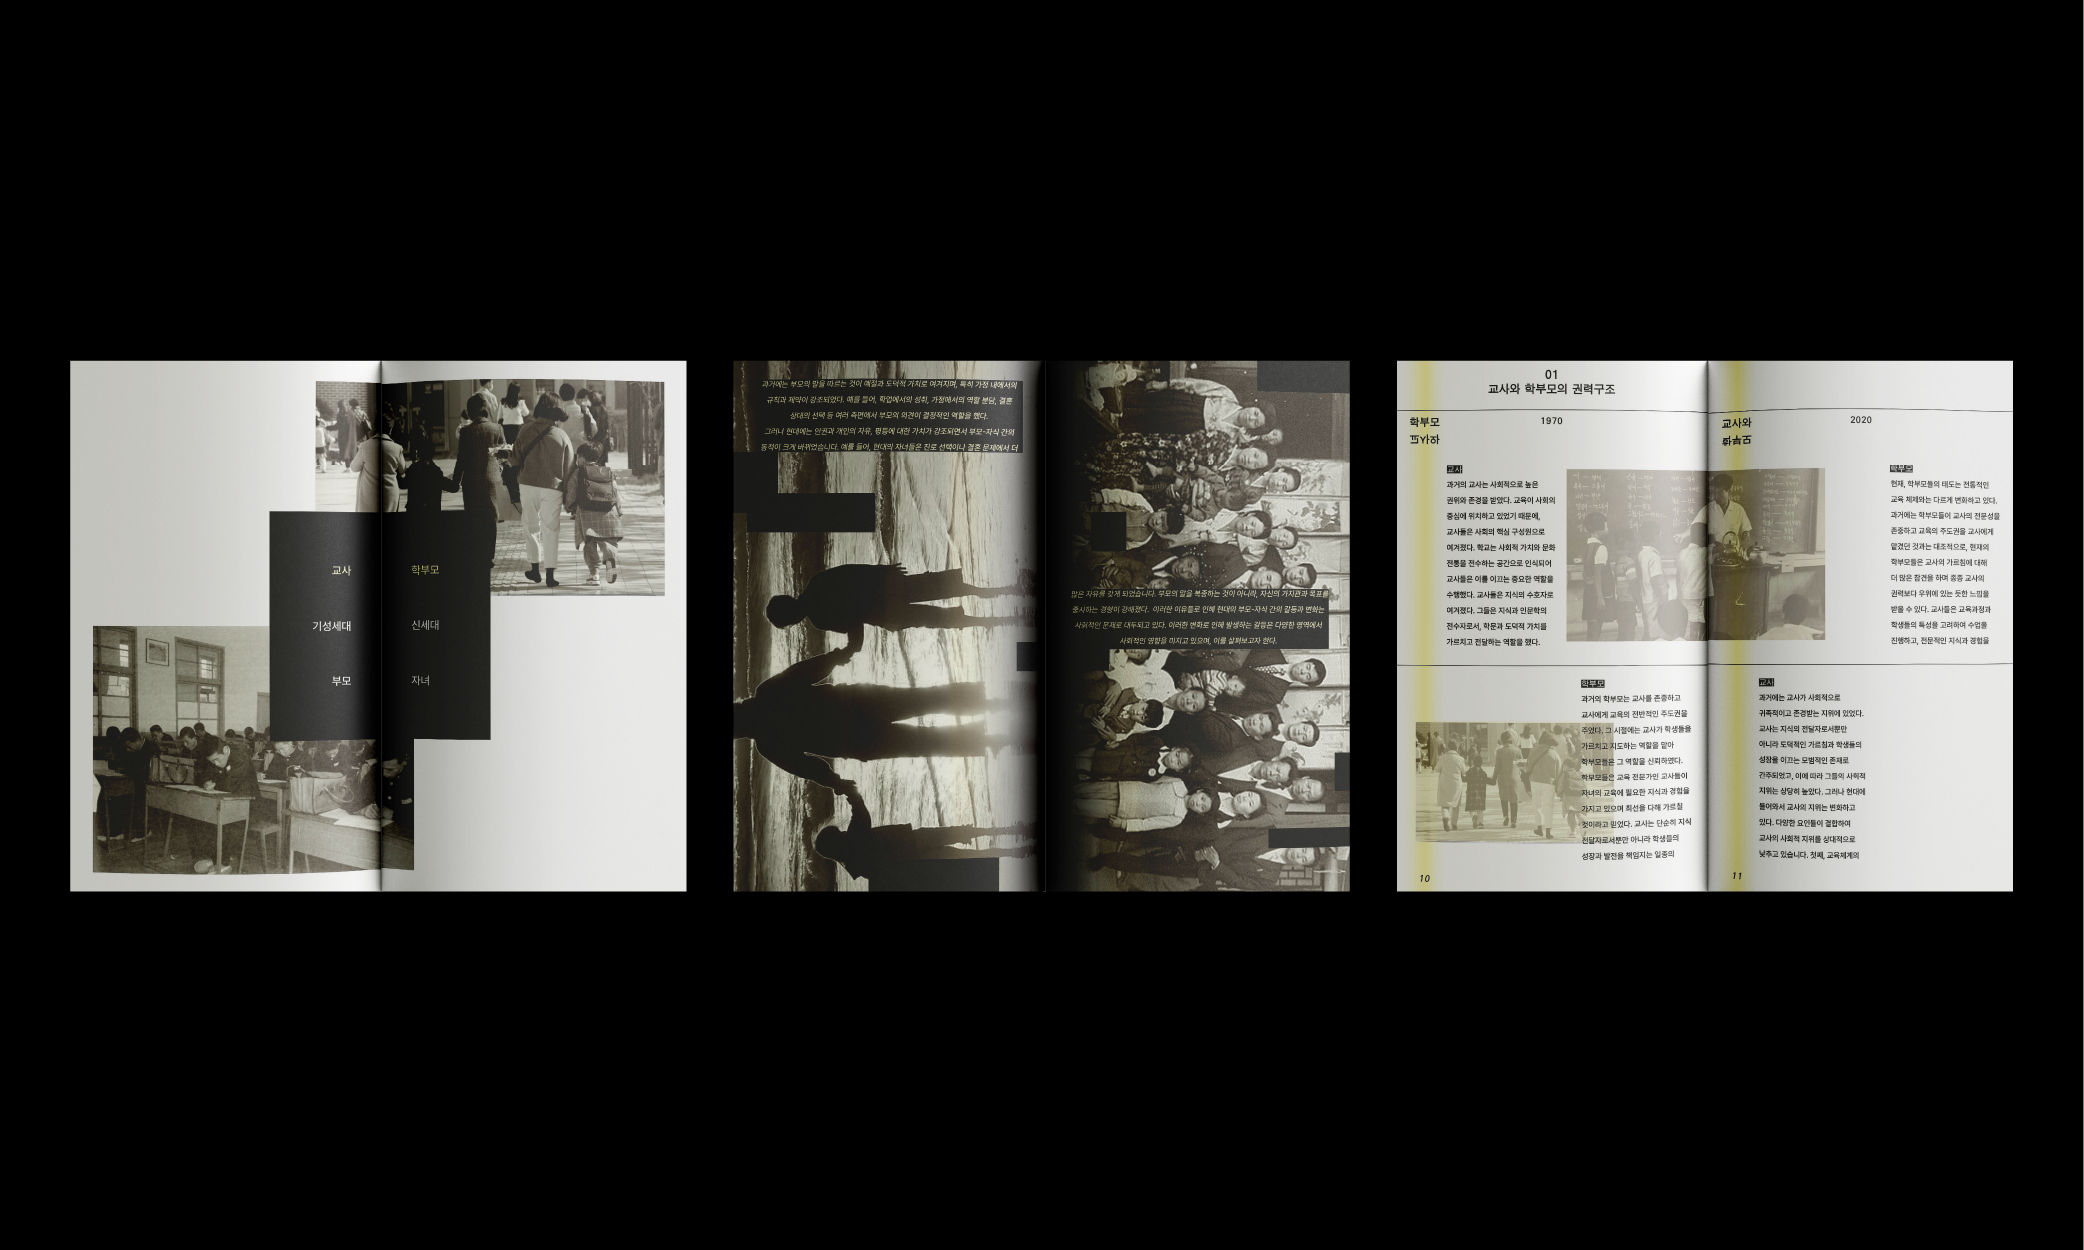 교사
학부모
기성세대
신세대
부모
자녀
과거에는 부모의 말을 따르는 것이 예절과 도덕적 가치로 여겨지며, 특히 가정 내에서의
규칙과 제약이 강조되었다. 예를 들어, 학업에서의 성취, 가정에서의 역할 분담, 결혼
상대의 선택 등 여러 측면에서 부모의 의견이 결정적인 역할을 했다.
그러나 현대에는 인권과 개인의 자유, 평등에 대한 가치가 강조되면서 부모-자식 간의
동적이 크게 바뀌었습니다. 예를 들어, 현대의 자녀들은 진로 선택이나 결혼 문제에서 더
많은 자유를 갖게 되었습니다. 부모의 말을 복종하는 것이 아니라, 자신의 가치관과 목표를
중시하는 경향이 강해졌다. 이러한 이유들로 인해 현대의 부모-자식 간의 갈등과 변화는
사회적인 문제로 대두되고 있다. 이러한 변화로 인해 발생하는 갈등은 다양한 영역에서
사회적인 영향을 미치고 있으며, 이를 살펴보고자 한다.
01
교사와 학부모의 권력구조
학부모
교사와
1970
교사
과거의 교사는 사회적으로 높은
권위와 존경을 받았다. 교육이 사회의
중심에 위치하고 있었기 때문에,
교사들은 사회의 핵심 구성원으로
여겨졌다. 학교는 사회적 가치와 문화
전통을 전수하는 공간으로 인식되어
교사들은 이를 이끄는 중요한 역할을
수행했다. 교사들은 지식의 수호자로
여겨졌다. 그들은 지식과 인문학의
전수자로서, 학문과 도덕적 가치를
가르치고 전달하는 역할을 했다.
학부모
과거의 학부모는 교사를 존중하고
교사에게 교육의 전반적인 주도권을
주었다. 그 시절에는 교사가 학생들을
가르치고 지도하는 역할을 맡아
학부모들은 그 역할을 신뢰하였다.
학부모들은 교육 전문가인 교사들이
자녀의 교육에 필요한 지식과 경험을
가지고 있으며 최선을 다해 가르칠
것이라고 믿었다. 교사는 단순히 지식
전달자로서뿐만 아니라 학생들의
성장과 발전을 책임지는 일종의
10
교사와
학부모
2020
학부모
현재, 학부모들의 태도는 전통적인
교육 체제와는 다르게 변화하고 있다.
과거에는 학부모들이 교사의 전문성을
존중하고 교육의 주도권을 교사에게
맡겼던 것과는 대조적으로, 현재의
학부모들은 교사의 가르침에 대해
더 많은 참견을 하며 종종 교사의
권력보다 우위에 있는 듯한 느낌을
받을 수 있다. 교사들은 교육과정과
학생들의 특성을 고려하여 수업을
진행하고, 전문적인 지식과 경험을
교사
과거에는 교사가 사회적으로
귀족적이고 존경받는 지위에 있었다.
교사는 지식의 전달자로서뿐만
아니라 도덕적인 가르침과 학생들의
성장을 이끄는 모범적인 존재로
간주되었고, 이에 따라 그들의 사회적
지위는 상당히 높았다. 그러나 현대에
들어와서 교사의 지위는 변화하고
있다. 다양한 요인들이 결합하여
교사의 사회적 지위를 상대적으로
낮추고 있습니다. 첫째, 교육체계의
11